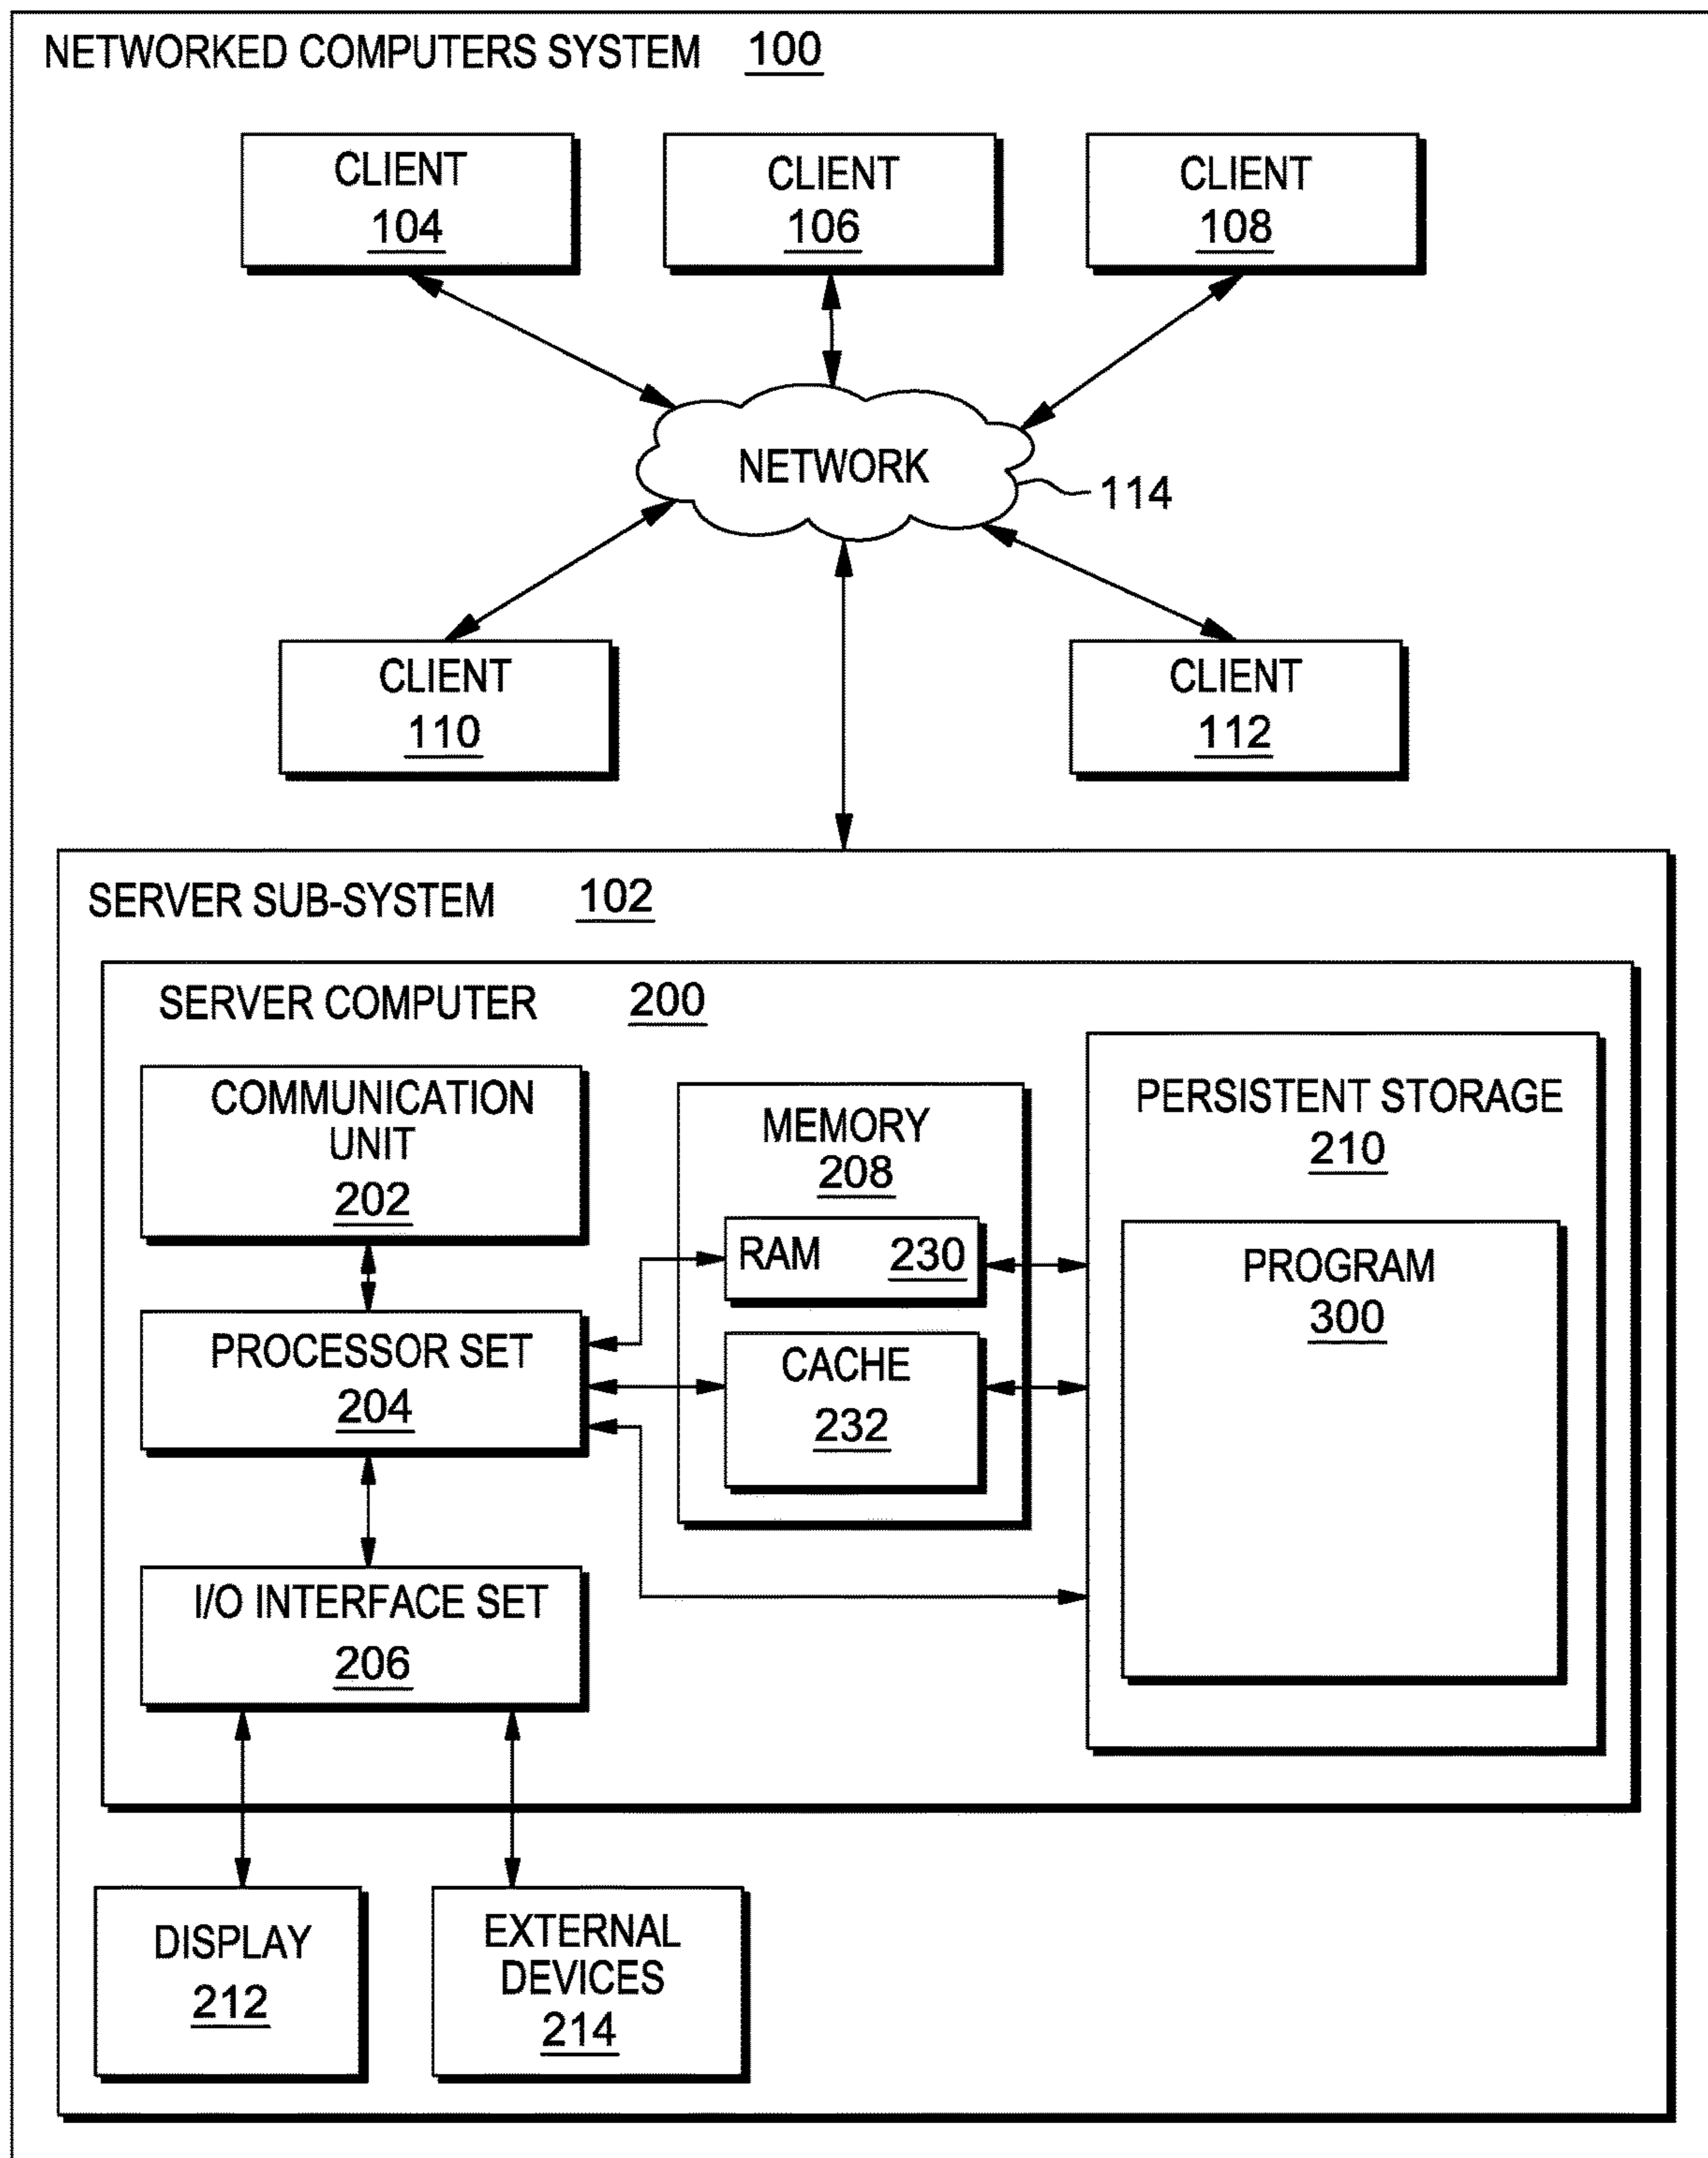 NETWORKED COMPUTERS SYSTEM 100
CLIENT
104
CLIENT
106
CLIENT
108
NETWORK
114
CLIENT
110
CLIENT
112
SERVER SUB-SYSTEM 102
SERVER COMPUTER 200
COMMUNICATION
UNIT
202
PROCESSOR SET
204
I/O INTERFACE SET
206
MEMORY
208
RAM 230
CACHE
232
PERSISTENT STORAGE
210
PROGRAM
300
DISPLAY
212
EXTERNAL
DEVICES
214